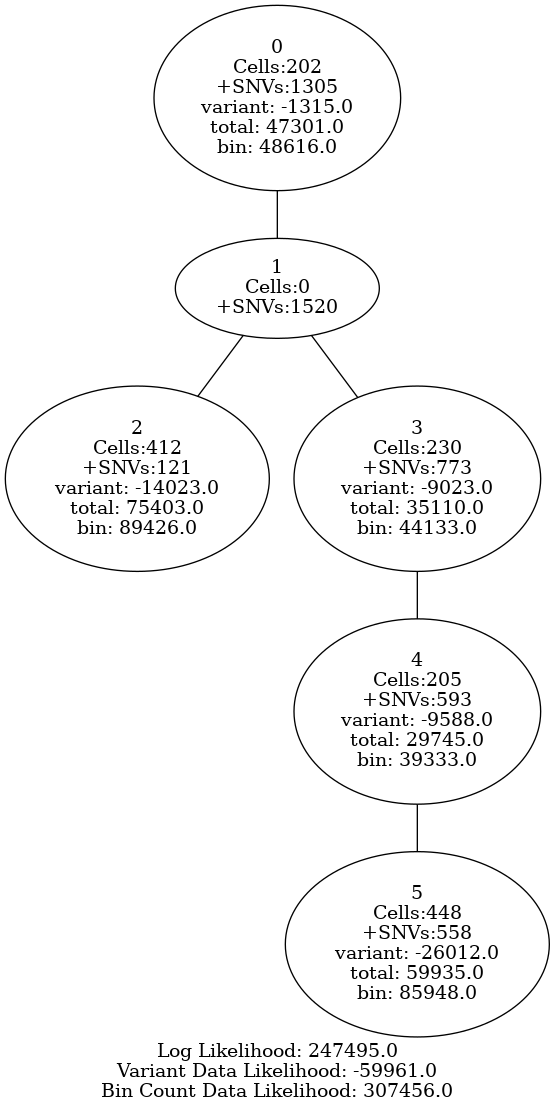 0
Cells:202
+SNVs:1305
variant: -1315.0
total: 47301.0
bin: 48616.0
1
Cells:0
+SNVs:1520
2
Cells:412
+SNVs:121
variant: -14023.0
total: 75403.0
bin: 89426.0
3
Cells:230
+SNVs:773
variant: -9023.0
total: 35110.0
bin: 44133.0
4
Cells:205
+SNVs:593
variant: -9588.0
total: 29745.0
bin: 39333.0
5
Cells:448
+SNVs:558
variant: -26012.0
total: 59935.0
bin: 85948.0
Log Likelihood: 247495.0
Variant Data Likelihood: -59961.0
Bin Count Data Likelihood: 307456.0